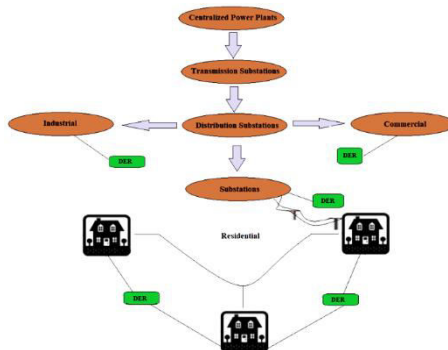 Centralized Power Plants
Transmission Substations
Industrial
Distribution Substations
Commercial
DER
DER
Substations
DER
Residential
DER
DER